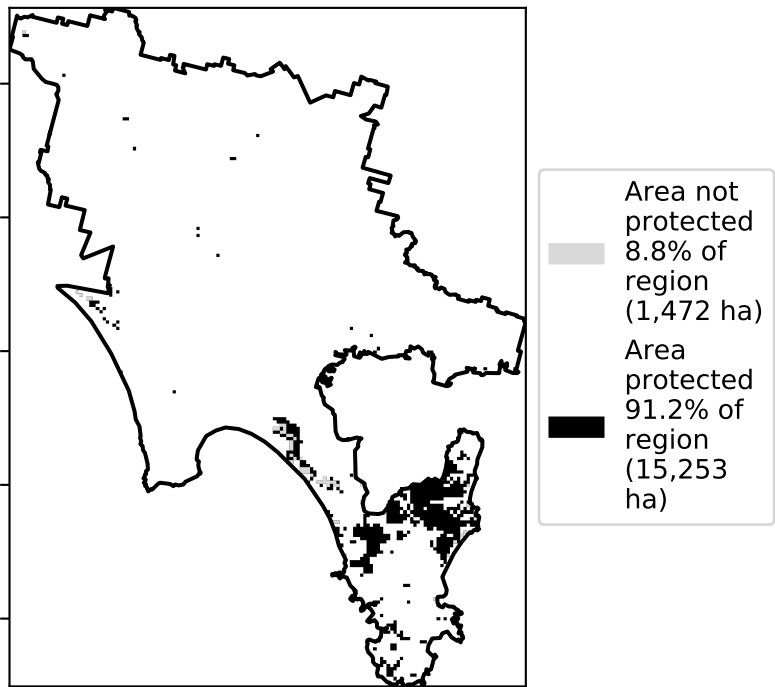 Area not
protected
8.8% of
region
(1,472 ha)
Area
protected
91.2% of
region
(15,253
ha)